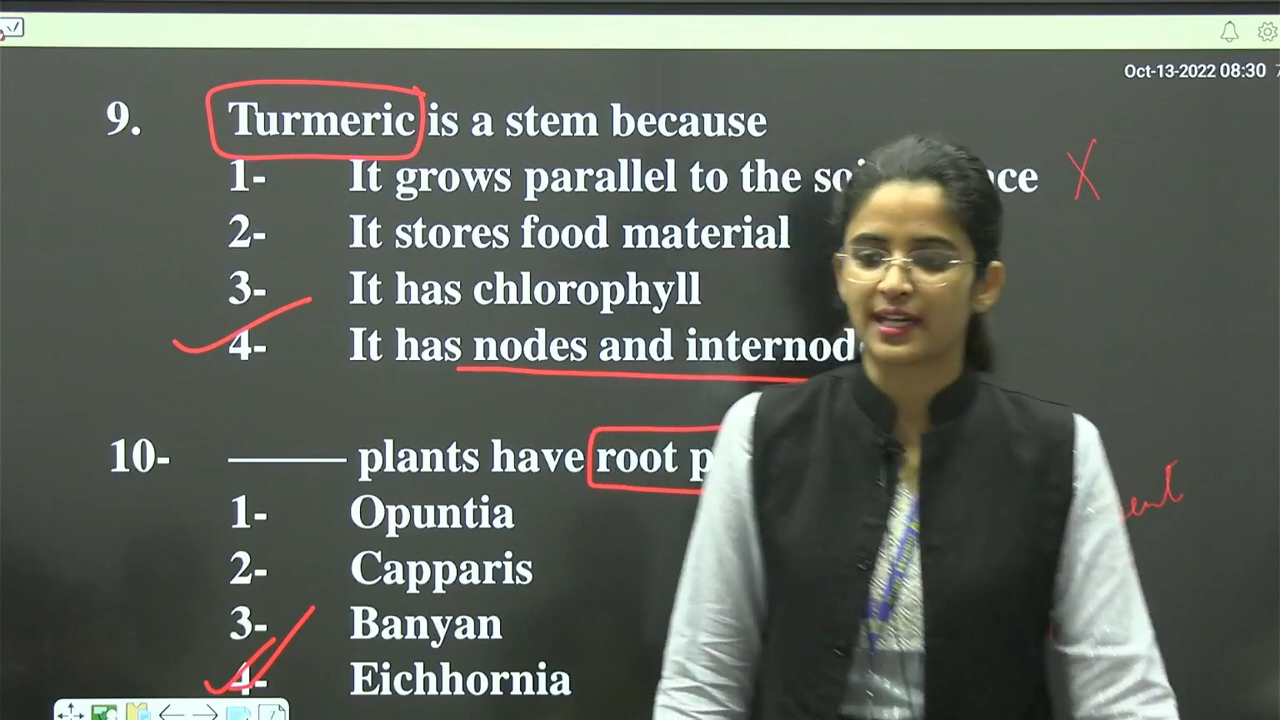 Oct-13-2022 08:30
9. Turmeric is a stem because
1- It grows parallel to the
2- It stores food material
3- It has chlorophyll
4- It has nodes and
10- ______ plants have root
1- Opuntia
2- Capparis
3- Banyan
4- Eichhornia